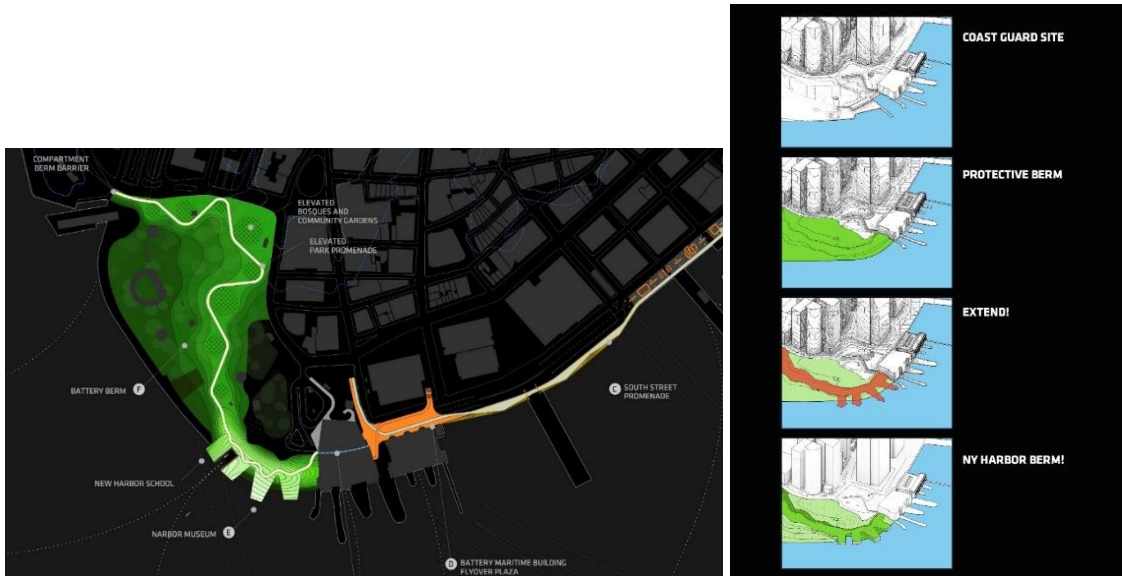 COMPARTMENT
BERM BARRIER
ELEVATED
BOSQUES AND
COMMUNITY GARDENS
ELEVATED
PARK PROMENADE
BATTERY BERM F
C SOUTH STREET
PROMENADE
NEW HARBOR SCHOOL
NARBOR MUSEUM E
D BATTERY MARITIME BUILDING
FLYOVER PLAZA
COAST GUARD SITE
PROTECTIVE BERM
EXTEND!
NY HARBOR BERM!